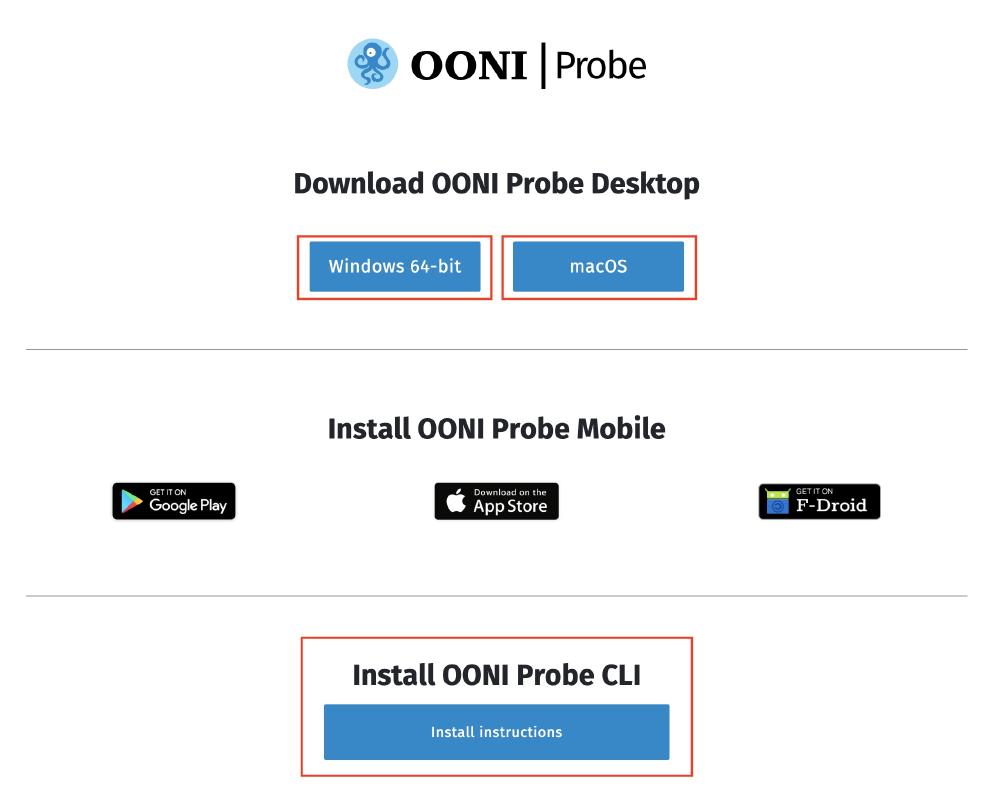 OONI | Probe
Download OONI Probe Desktop
Windows 64-bit
macOS
Install OONI Probe Mobile
GET IT ON
Google Play
Download on the
App Store
GET IT ON
F-Droid
Install OONI Probe CLI
Install instructions